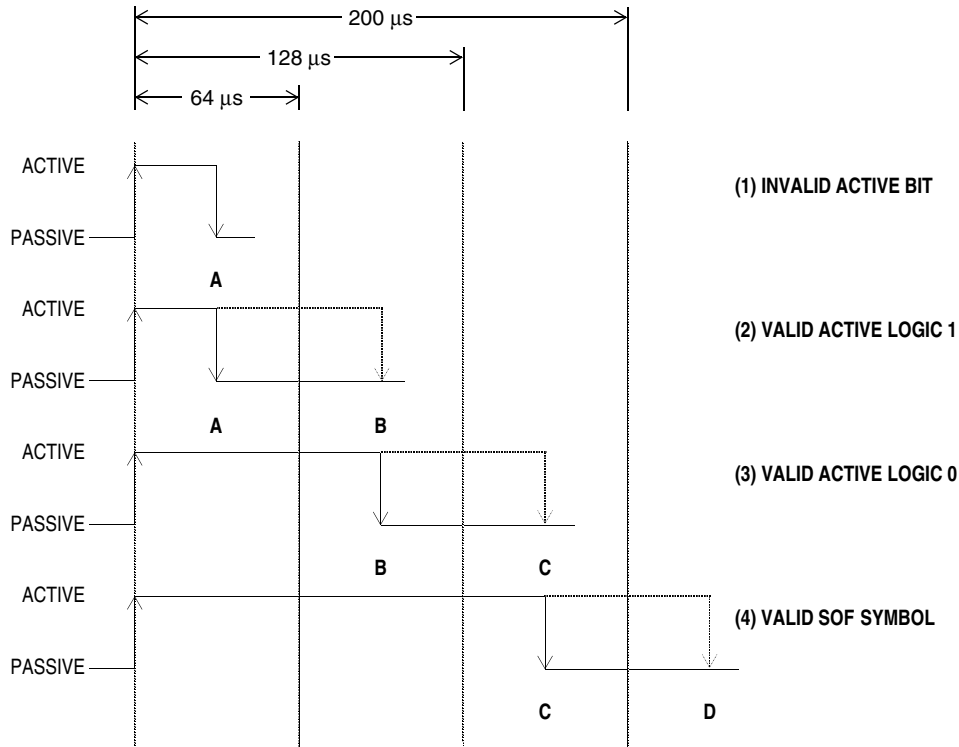 200 μs
128 μs
64 μs
ACTIVE
(1) INVALID ACTIVE BIT
PASSIVE
A
ACTIVE
(2) VALID ACTIVE LOGIC 1
PASSIVE
A B
ACTIVE
(3) VALID ACTIVE LOGIC 0
PASSIVE
B C
ACTIVE
(4) VALID SOF SYMBOL
PASSIVE
C D